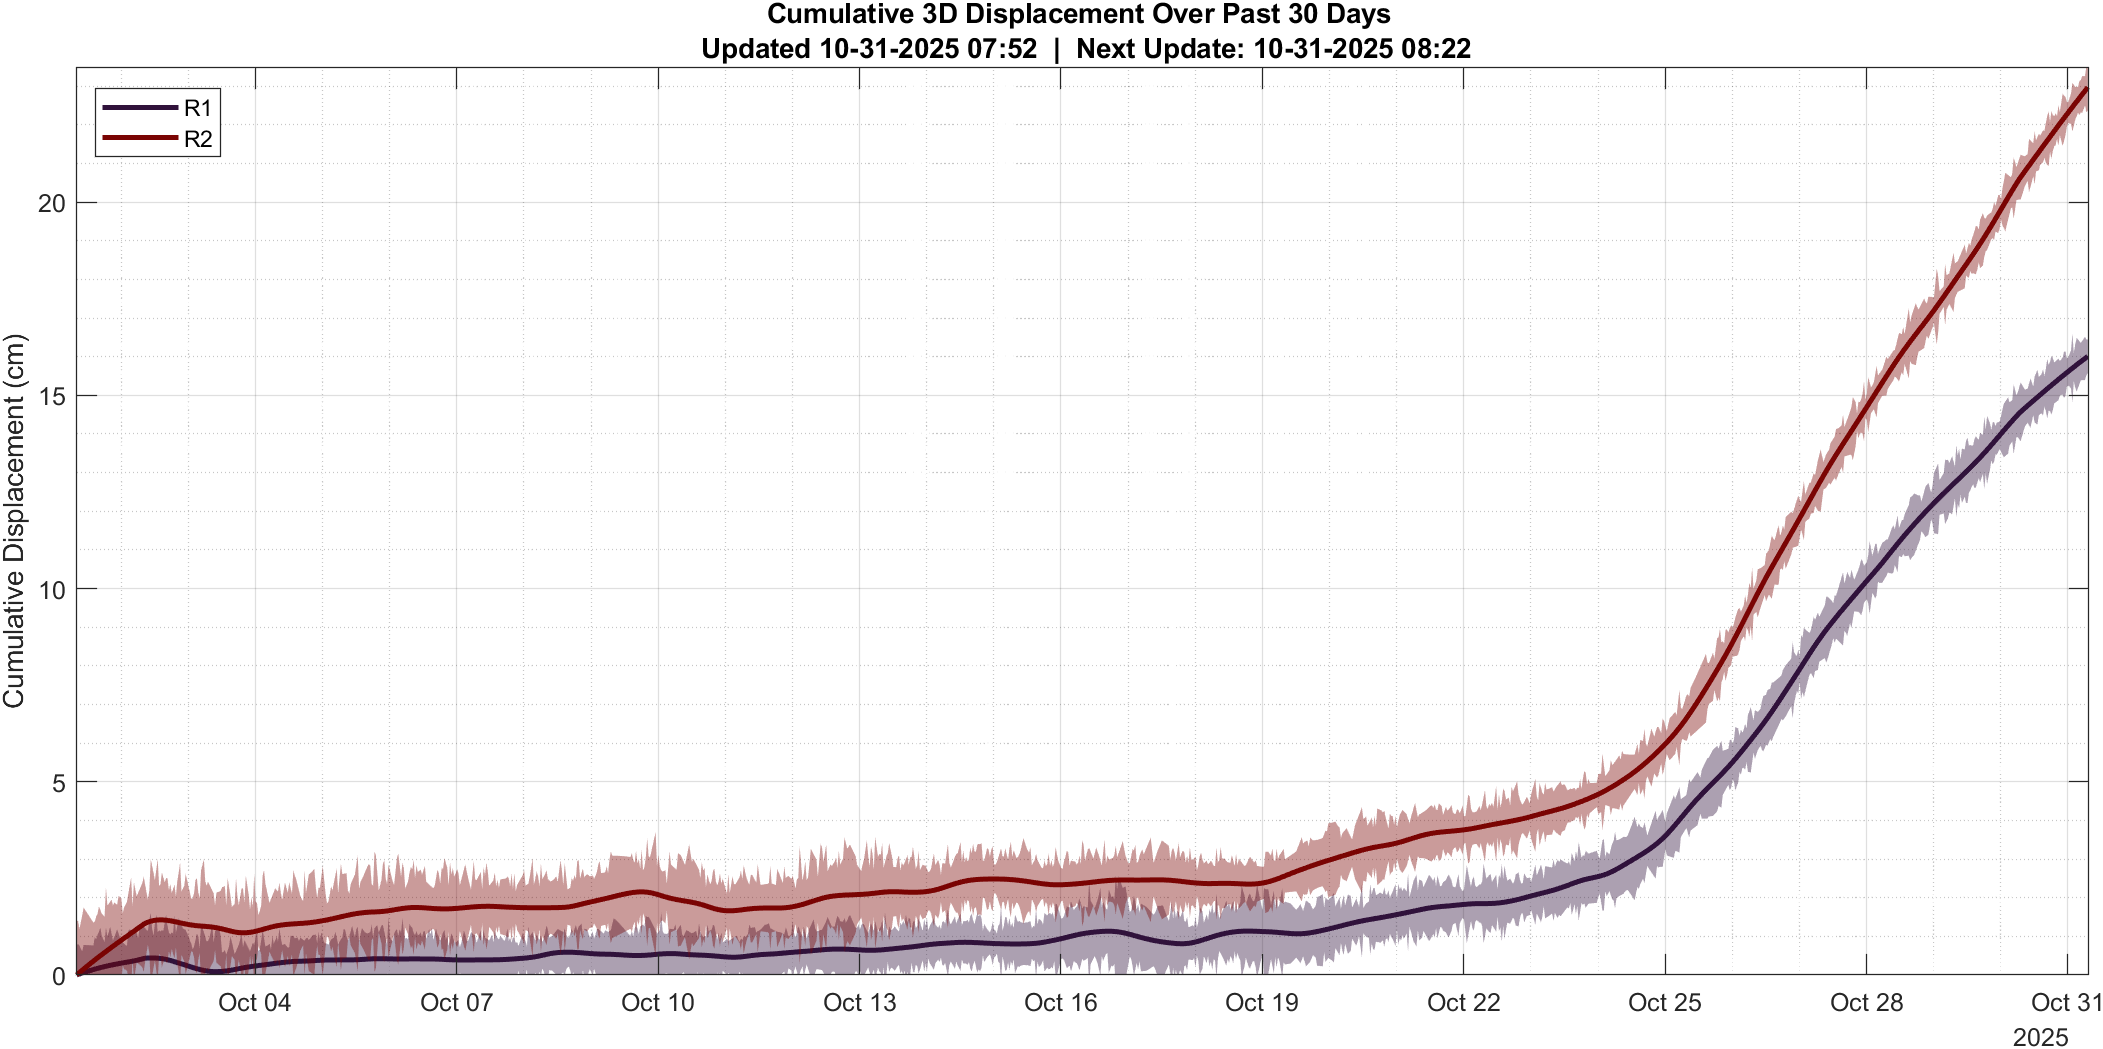 Cumulative 3D Displacement Over Past 30 Days
Updated 10-31-2025 07:52 | Next Update: 10-31-2025 08:22
R1
R2
Cumulative Displacement (cm)
20
15
10
5
0
Oct 04
Oct 07
Oct 10
Oct 13
Oct 16
Oct 19
Oct 22
Oct 25
Oct 28
Oct 31
2025